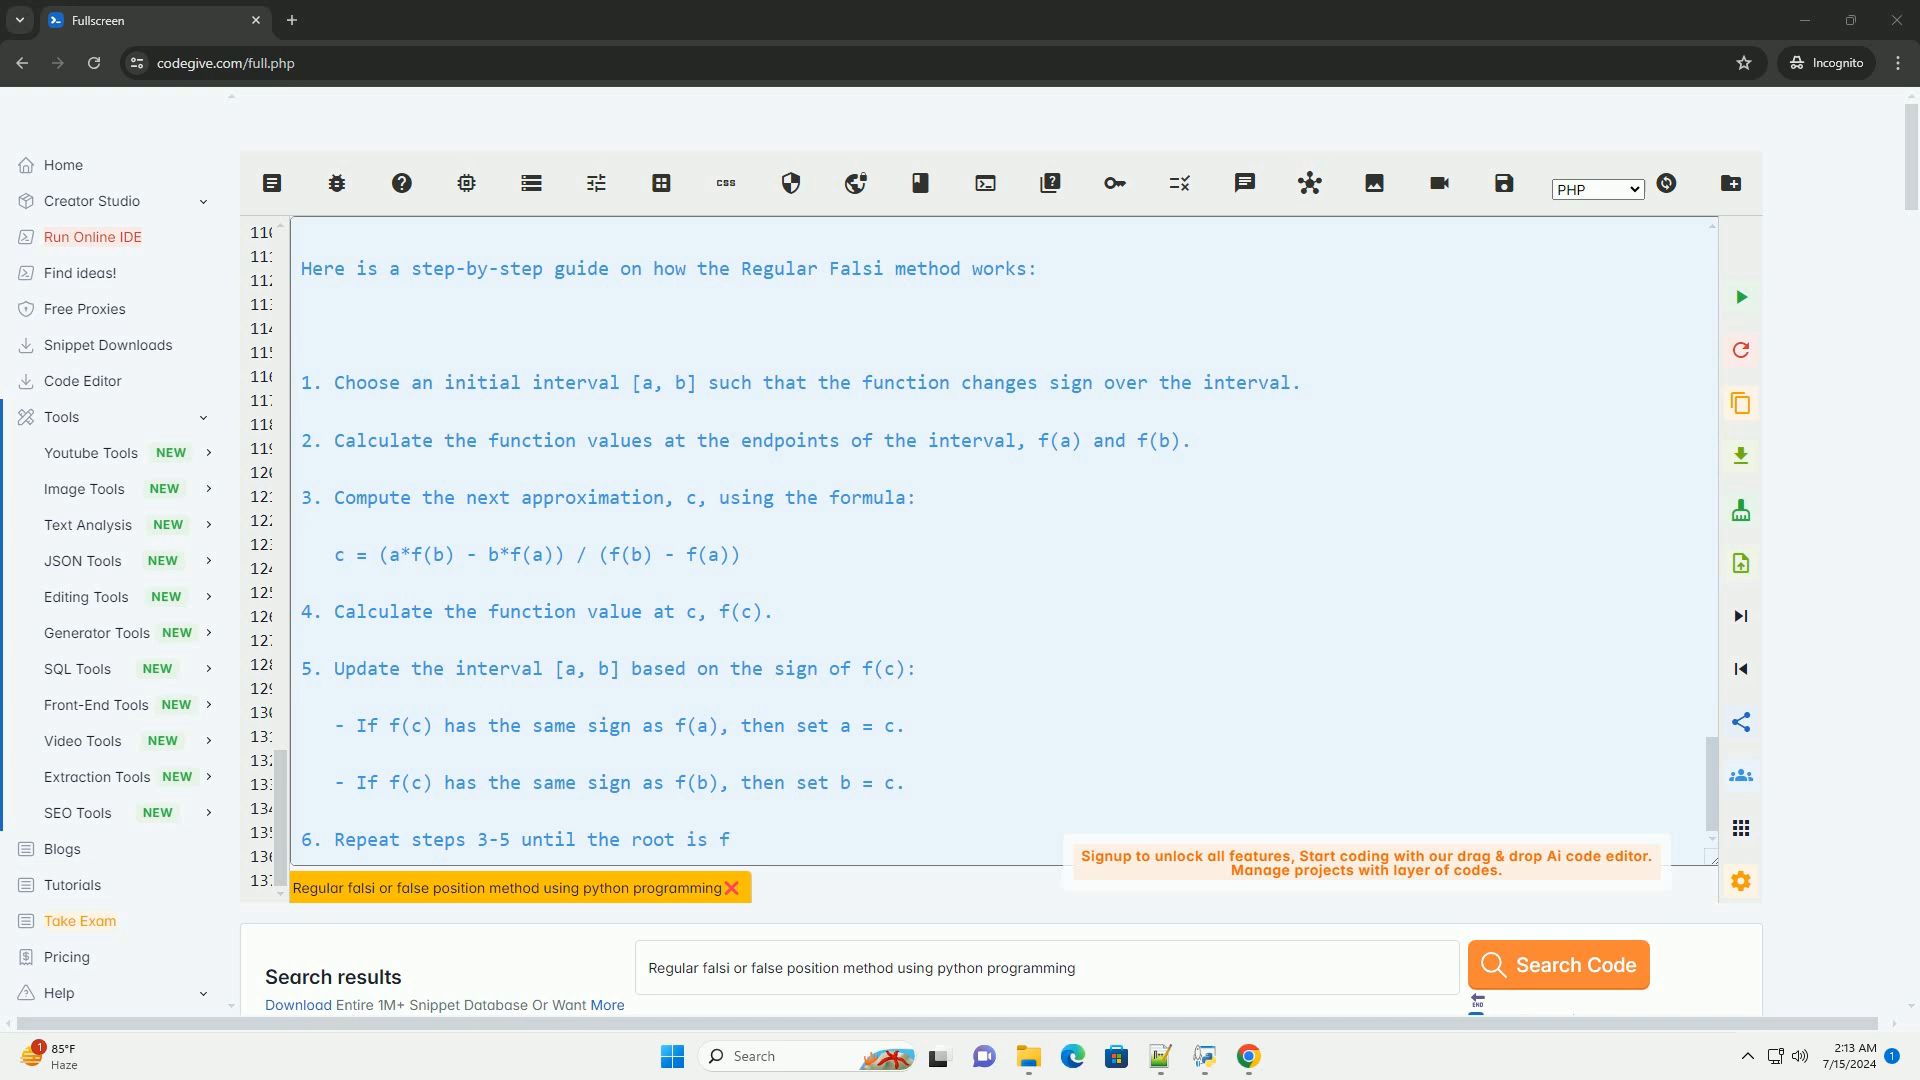 Fullscreen
codegive.com/full.php
Incognito
Home
Creator Studio
Run Online IDE
Find ideas!
Free Proxies
Snippet Downloads
Code Editor
Tools
Youtube Tools NEW
Image Tools NEW
Text Analysis NEW
JSON Tools NEW
Editing Tools NEW
Generator Tools NEW
SQL Tools NEW
Front-End Tools NEW
Video Tools NEW
Extraction Tools NEW
SEO Tools NEW
Blogs
Tutorials
Take Exam
Pricing
Help
css
PHP
Here is a step-by-step guide on how the Regular Falsi method works:
1. Choose an initial interval [a, b] such that the function changes sign over the interval.
2. Calculate the function values at the endpoints of the interval, f(a) and f(b).
3. Compute the next approximation, c, using the formula:
c = (a*f(b) - b*f(a)) / (f(b) - f(a))
4. Calculate the function value at c, f(c).
5. Update the interval [a, b] based on the sign of f(c):
- If f(c) has the same sign as f(a), then set a = c.
- If f(c) has the same sign as f(b), then set b = c.
6. Repeat steps 3-5 until the root is f
Signup to unlock all features, Start coding with our drag & drop Ai code editor.
Manage projects with layer of codes.
Regular falsi or false position method using python programming
Search results
Download Entire 1M+ Snippet Database Or Want More
Regular falsi or false position method using python programming
Search Code
END
1
85°F
Haze
Search
2:13 AM
7/15/2024
1